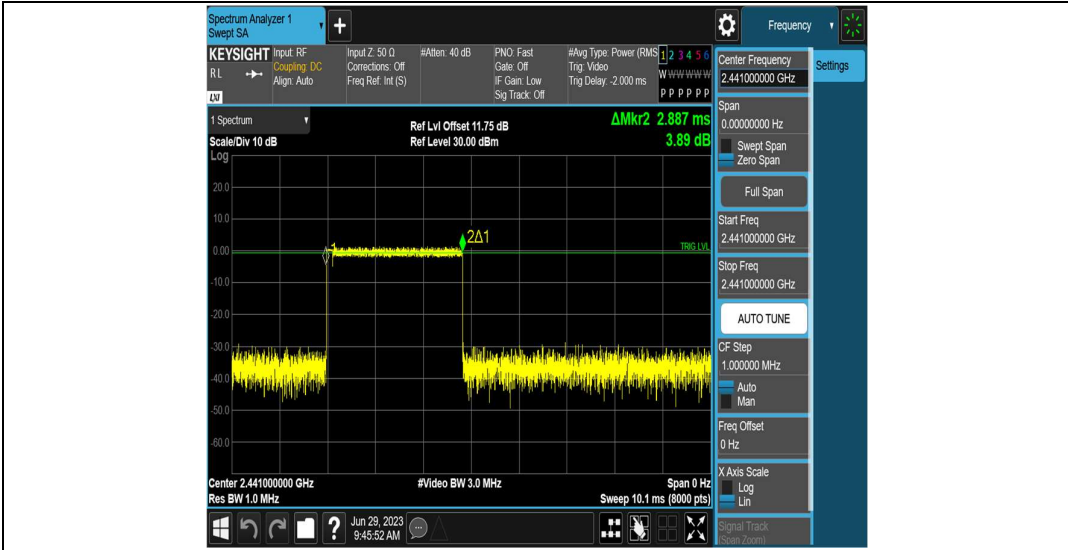 Spectrum Analyzer 1
Swept SA
+
Frequency
KEYSIGHT
RL
LXI
Input: RF
Coupling: DC
Align: Auto
Input Z: 50 Ω
Corrections: Off
Freq Ref: Int (S)
#Atten: 40 dB
PNO: Fast
Gate: Off
IF Gain: Low
Sig Track: Off
#Avg Type: Power (RMS
Trig: Video
Trig Delay: -2.000 ms
1 2 3 4 5 6
W W W W W W
P P P P P P
1 Spectrum
Scale/Div 10 dB
Log
Ref Lvl Offset 11.75 dB
Ref Level 30.00 dBm
ΔMkr2 2.887 ms
3.89 dB
20.0
10.0
0.00
-10.0
-20.0
-30.0
-40.0
-50.0
-60.0
1
2Δ1
TRIG LVL
Center 2.441000000 GHz
Res BW 1.0 MHz
#Video BW 3.0 MHz
Span 0 Hz
Sweep 10.1 ms (8000 pts)
?
Jun 29, 2023
9:45:52 AM
Center Frequency
2.441000000 GHz
Settings
Span
0.00000000 Hz
Swept Span
Zero Span
Full Span
Start Freq
2.441000000 GHz
Stop Freq
2.441000000 GHz
AUTO TUNE
CF Step
1.000000 MHz
Auto
Man
Freq Offset
0 Hz
X Axis Scale
Log
Lin
Signal Track
(Span Zoom)